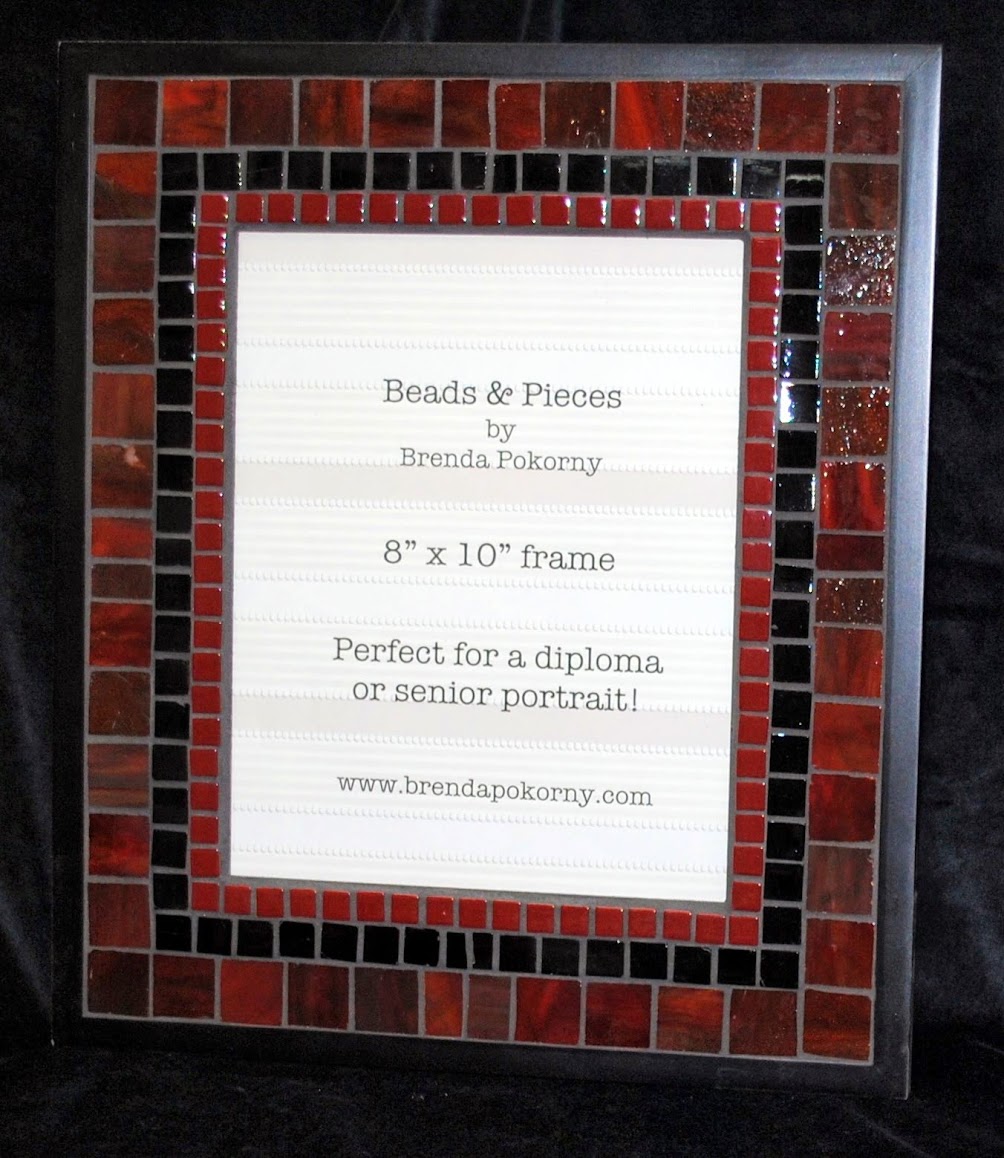 Beads & Pieces
by
Brenda Pokorny
8” x 10” frame
Perfect for a diploma
or senior portrait!
www.brendapokorny.com